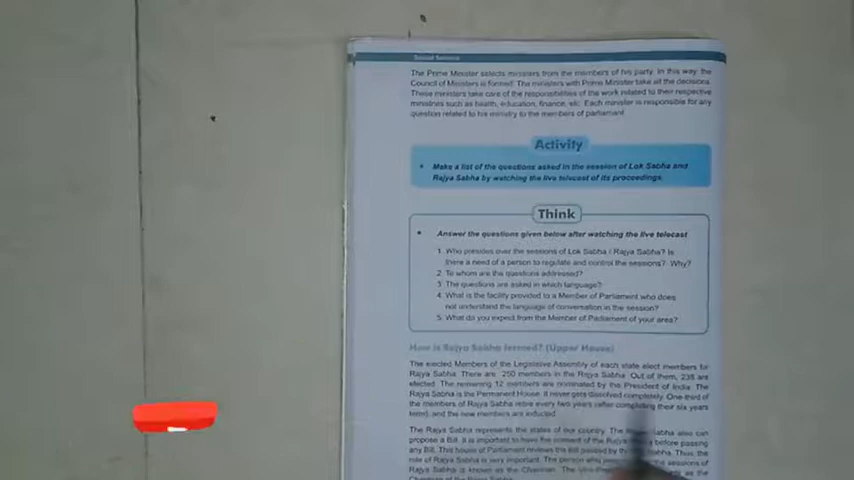 Social Science
The Prime Minister selects ministers from the members of his party. In this way, the
Council of Ministers is formed. The ministers with Prime Minister take all the decisions.
These ministers take care of the responsibilities of the work related to their respective
ministries such as health, education, finance, etc. Each minister is responsible for any
question related to his ministry to the members of parliament.
Activity
• Make a list of the questions asked in the session of Lok Sabha and
Rajya Sabha by watching the live telecast of its proceedings.
Think
• Answer the questions given below after watching the live telecast
1. Who presides over the sessions of Lok Sabha / Rajya Sabha? Is
there a need of a person to regulate and control the sessions? Why?
2. To whom are the questions addressed?
3. The questions are asked in which language?
4. What is the facility provided to a Member of Parliament who does
not understand the language of conversation in the session?
5. What do you expect from the Member of Parliament of your area?
How is Rajya Sabha formed? (Upper House)
The elected Members of the Legislative Assembly of each state elect members for
Rajya Sabha. There are 250 members in the Rajya Sabha. Out of them, 238 are
elected. The remaining 12 members are nominated by the President of India. The
Rajya Sabha is the Permanent House. It never gets dissolved completely. One-third of
the members of Rajya Sabha retire every two years (after completing their six years
term) and the new members are inducted.
The Rajya Sabha represents the states of our country. The Sabha also can
propose a Bill. It is important to have the consent of the Rajya before passing
any Bill. This house of Parliament reviews the Bill passed by the Sabha. Thus, the
role of Rajya Sabha is very important. The person who sessions of
Rajya Sabha is known as the Chairman. The as the